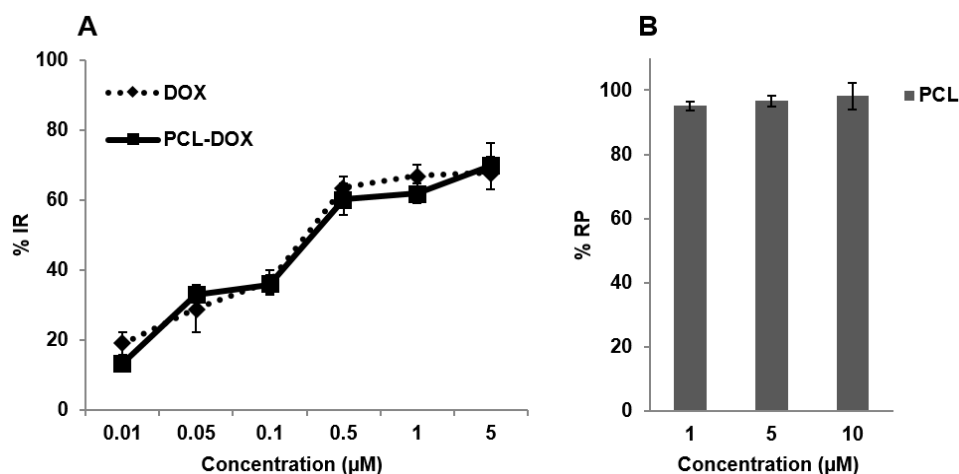 A
100
80
60
40
20
0
% IR
DOX
PCL-DOX
0.01 0.05 0.1 0.5 1 5
Concentration (µM)
B
100
80
60
40
20
0
% RP
PCL
1 5 10
Concentration (µM)